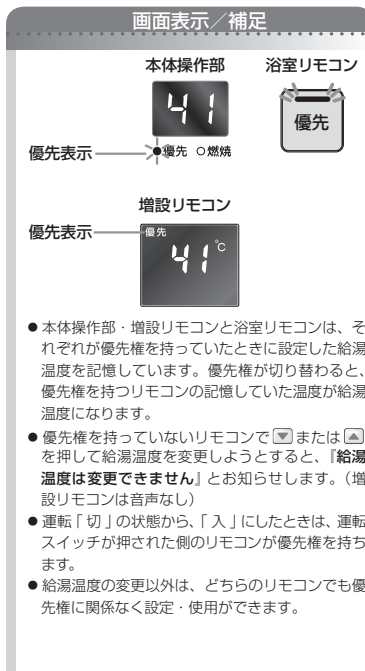 画面表示／補足
本体操作部　浴室リモコン
41
優先
優先表示　●優先 ○燃焼
増設リモコン
優先表示　優先
41℃
●本体操作部・増設リモコンと浴室リモコンは、そ
れぞれが優先権を持っていたときに設定した給湯
温度を記憶しています。優先権が切り替わると、
優先権を持つリモコンの記憶していた温度が給湯
温度になります。
●優先権を持っていないリモコンで▼または▲
を押して給湯温度を変更しようとすると、『給湯
温度は変更できません』とお知らせします。（増
設リモコンは音声なし）
●運転「切」の状態から、「入」にしたときは、運転
スイッチが押された側のリモコンが優先権を持ち
ます。
●給湯温度の変更以外は、どちらのリモコンでも優
先権に関係なく設定・使用ができます。